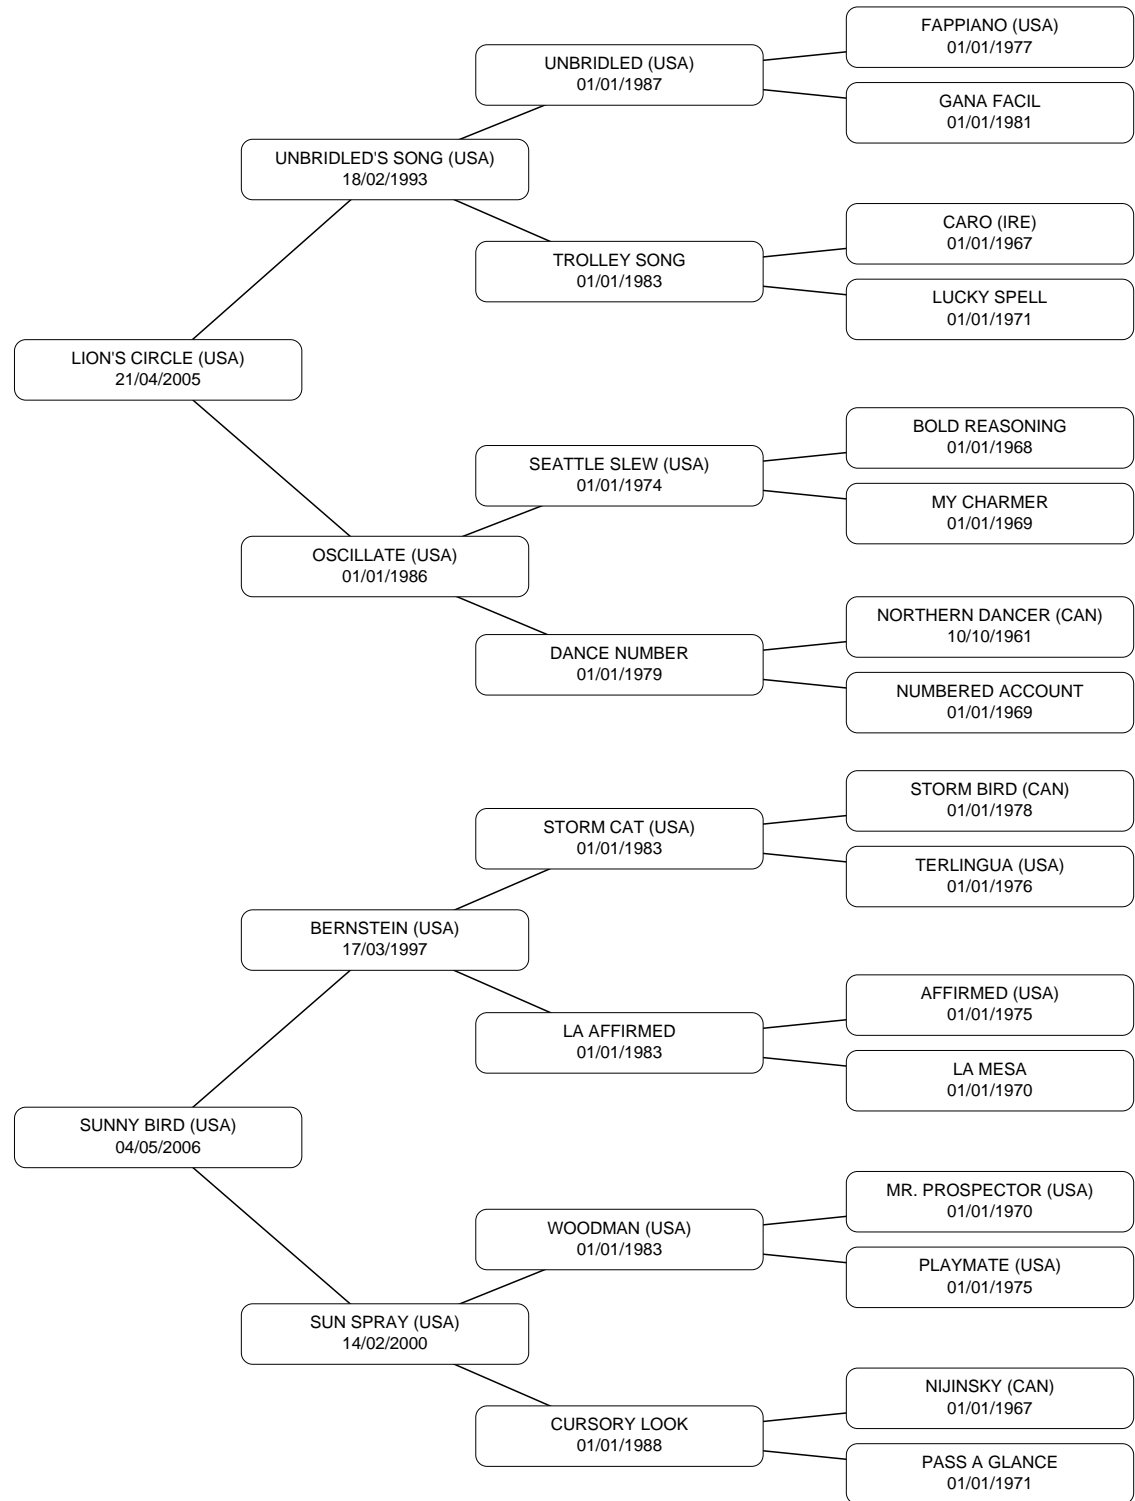 FAPPIANO (USA)
01/01/1977
UNBRIDLED (USA)
01/01/1987
GANA FACIL
01/01/1981
UNBRIDLED'S SONG (USA)
18/02/1993
CARO (IRE)
01/01/1967
TROLLEY SONG
01/01/1983
LUCKY SPELL
01/01/1971
LION'S CIRCLE (USA)
21/04/2005
BOLD REASONING
01/01/1968
SEATTLE SLEW (USA)
01/01/1974
MY CHARMER
01/01/1969
OSCILLATE (USA)
01/01/1986
NORTHERN DANCER (CAN)
10/10/1961
DANCE NUMBER
01/01/1979
NUMBERED ACCOUNT
01/01/1969
STORM BIRD (CAN)
01/01/1978
STORM CAT (USA)
01/01/1983
TERLINGUA (USA)
01/01/1976
BERNSTEIN (USA)
17/03/1997
AFFIRMED (USA)
01/01/1975
LA AFFIRMED
01/01/1983
LA MESA
01/01/1970
SUNNY BIRD (USA)
04/05/2006
MR. PROSPECTOR (USA)
01/01/1970
WOODMAN (USA)
01/01/1983
PLAYMATE (USA)
01/01/1975
SUN SPRAY (USA)
14/02/2000
NIJINSKY (CAN)
01/01/1967
CURSORY LOOK
01/01/1988
PASS A GLANCE
01/01/1971